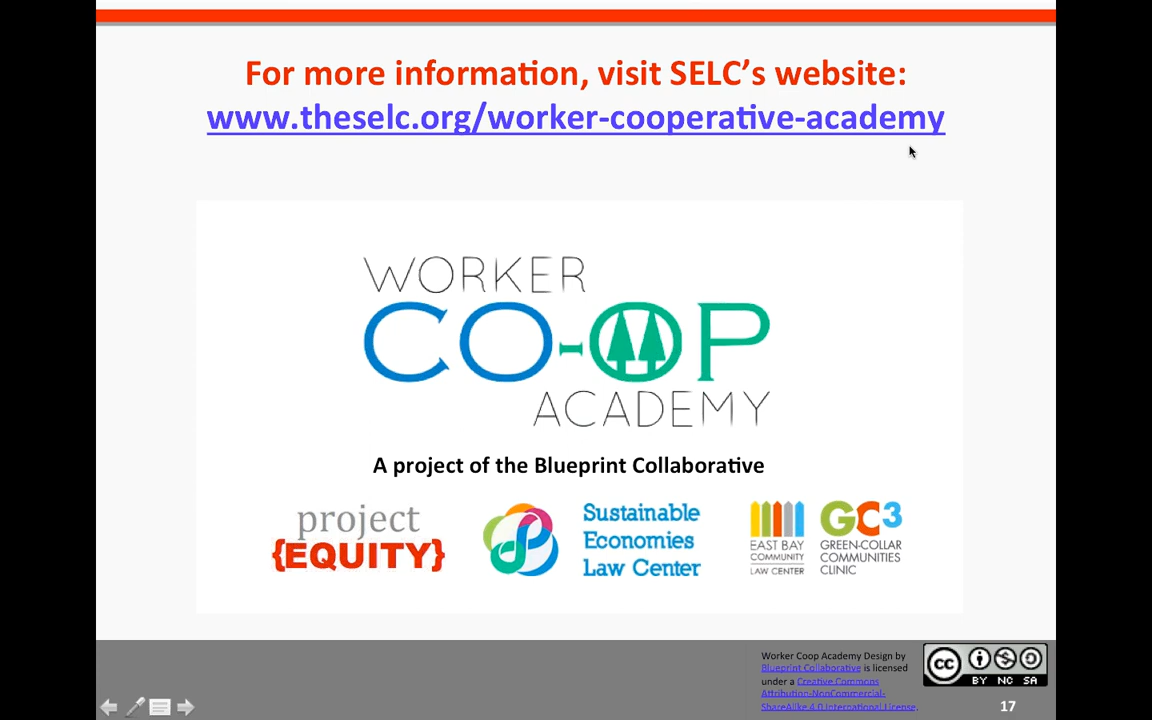 For more information, visit SELC’s website:
www.theselc.org/worker-cooperative-academy
WORKER
CO-OP
ACADEMY
A project of the Blueprint Collaborative
project
{EQUITY}
Sustainable
Economies
Law Center
EAST BAY
COMMUNITY
LAW CENTER
GC3
GREEN-COLLAR
COMMUNITIES
CLINIC
Worker Coop Academy Design by
Blueprint Collaborative is licensed
under a Creative Commons
Attribution-NonCommercial-
ShareAlike 4.0 International License.
cc
BY NC SA
17